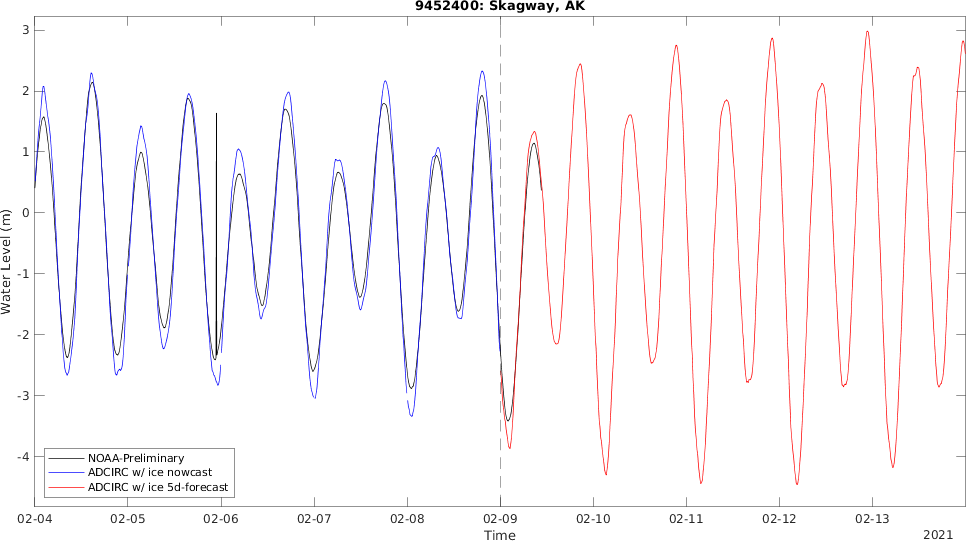 9452400: Skagway, AK
3
2
1
0
-1
-2
-3
-4
Water Level (m)
NOAA-Preliminary
ADCIRC w/ ice nowcast
ADCIRC w/ ice 5d-forecast
02-04 02-05 02-06 02-07 02-08 02-09 02-10 02-11 02-12 02-13
Time
2021